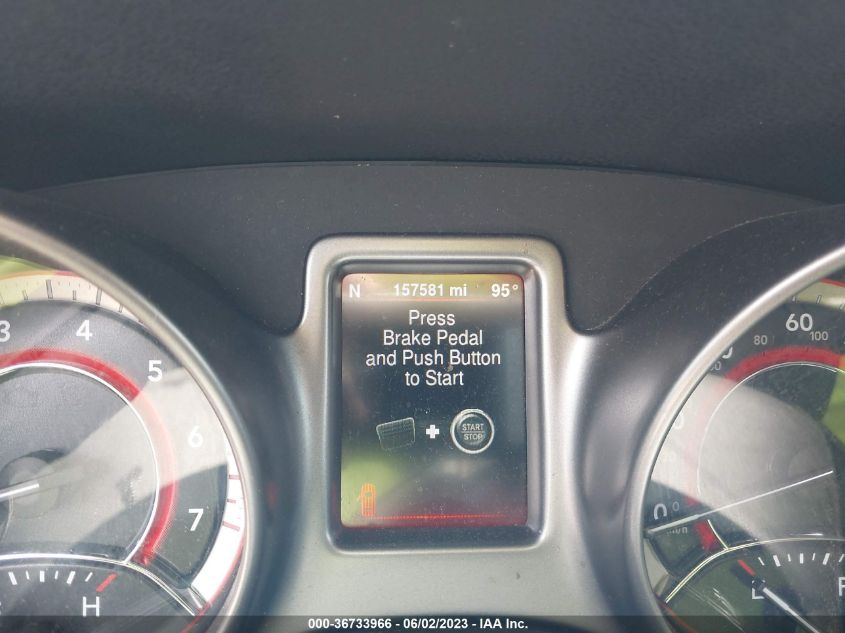 N 157581 mi 95°
Press
Brake Pedal
and Push Button
to Start
START
STOP
3
4
5
6
7
H
60
80
100
0
0
E
F
000-36733966 - 06/02/2023 - IAA Inc.